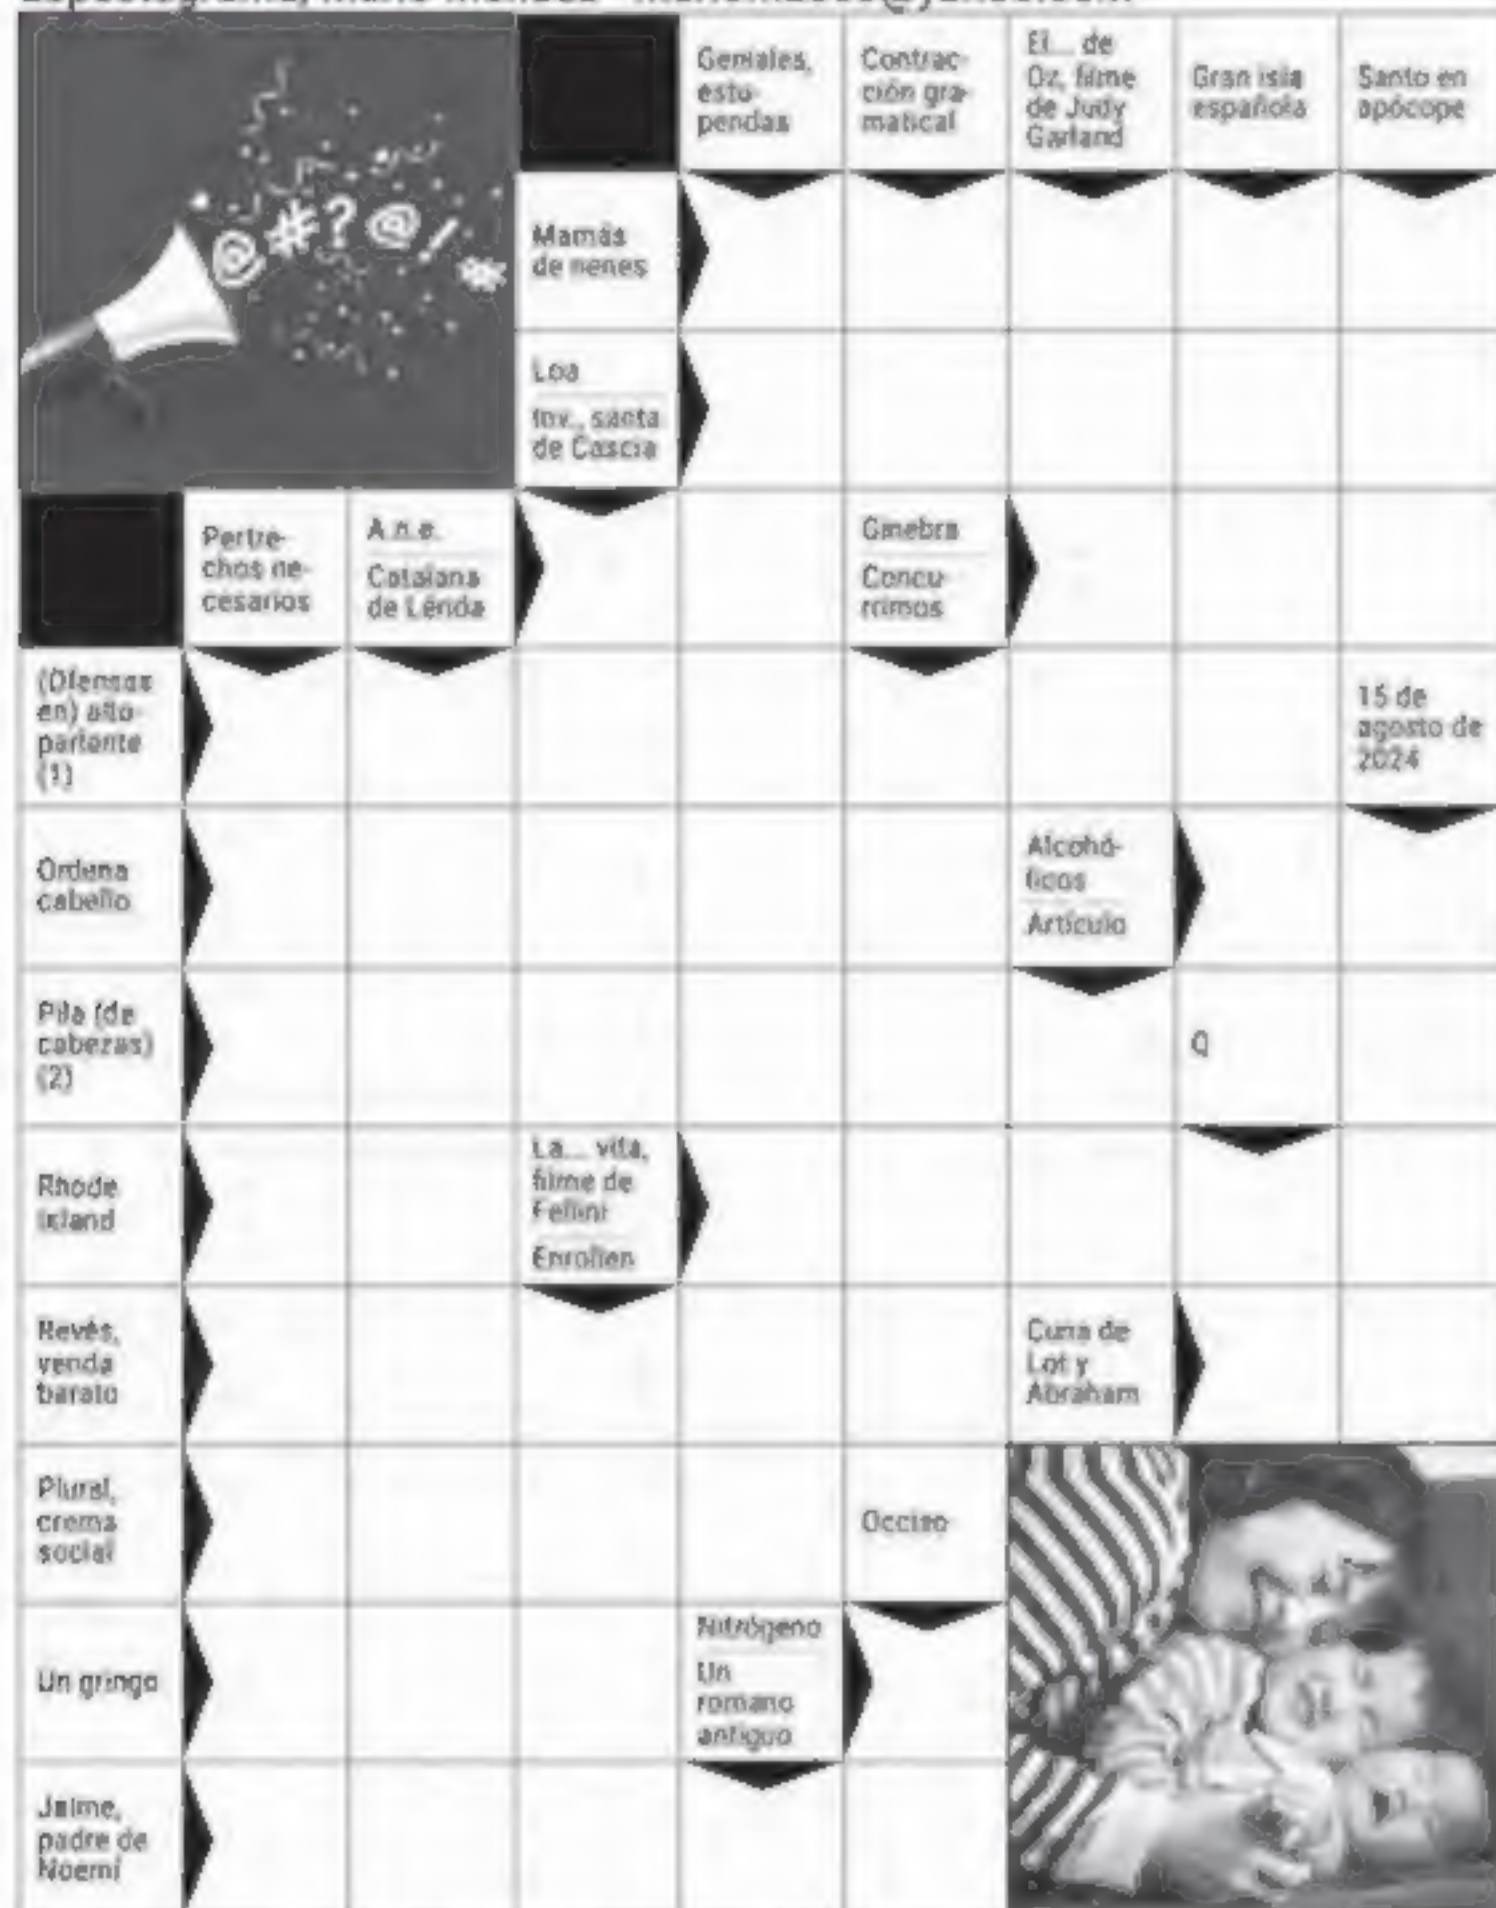 Geniales,
estu-
pendas
Contrac-
ción gra-
matical
El... de
Oz, filme
de Judy
Garland
Gran isla
española
Santo en
apócope
@#?@!*
Mamás
de nenes
Loa
Inv., santa
de Cascia
Pertre-
chos ne-
cesarios
A.n.e.
Catalana
de Lérida
Ginebra
Concu-
rrimos
(Ofensas
en) alto-
parlante
(1)
15 de
agosto de
2024
Ordena
cabello
Alcohó-
licos
Artículo
Pila (de
cabezas)
(2)
Q
Rhode
Island
La... vita,
filme de
Fellini
Enrollen
Revés,
venda
barato
Cuna de
Lot y
Abraham
Plural,
crema
social
Occiso
Un gringo
Nitrógeno
Un
romano
antiguo
Jaime,
padre de
Noemí